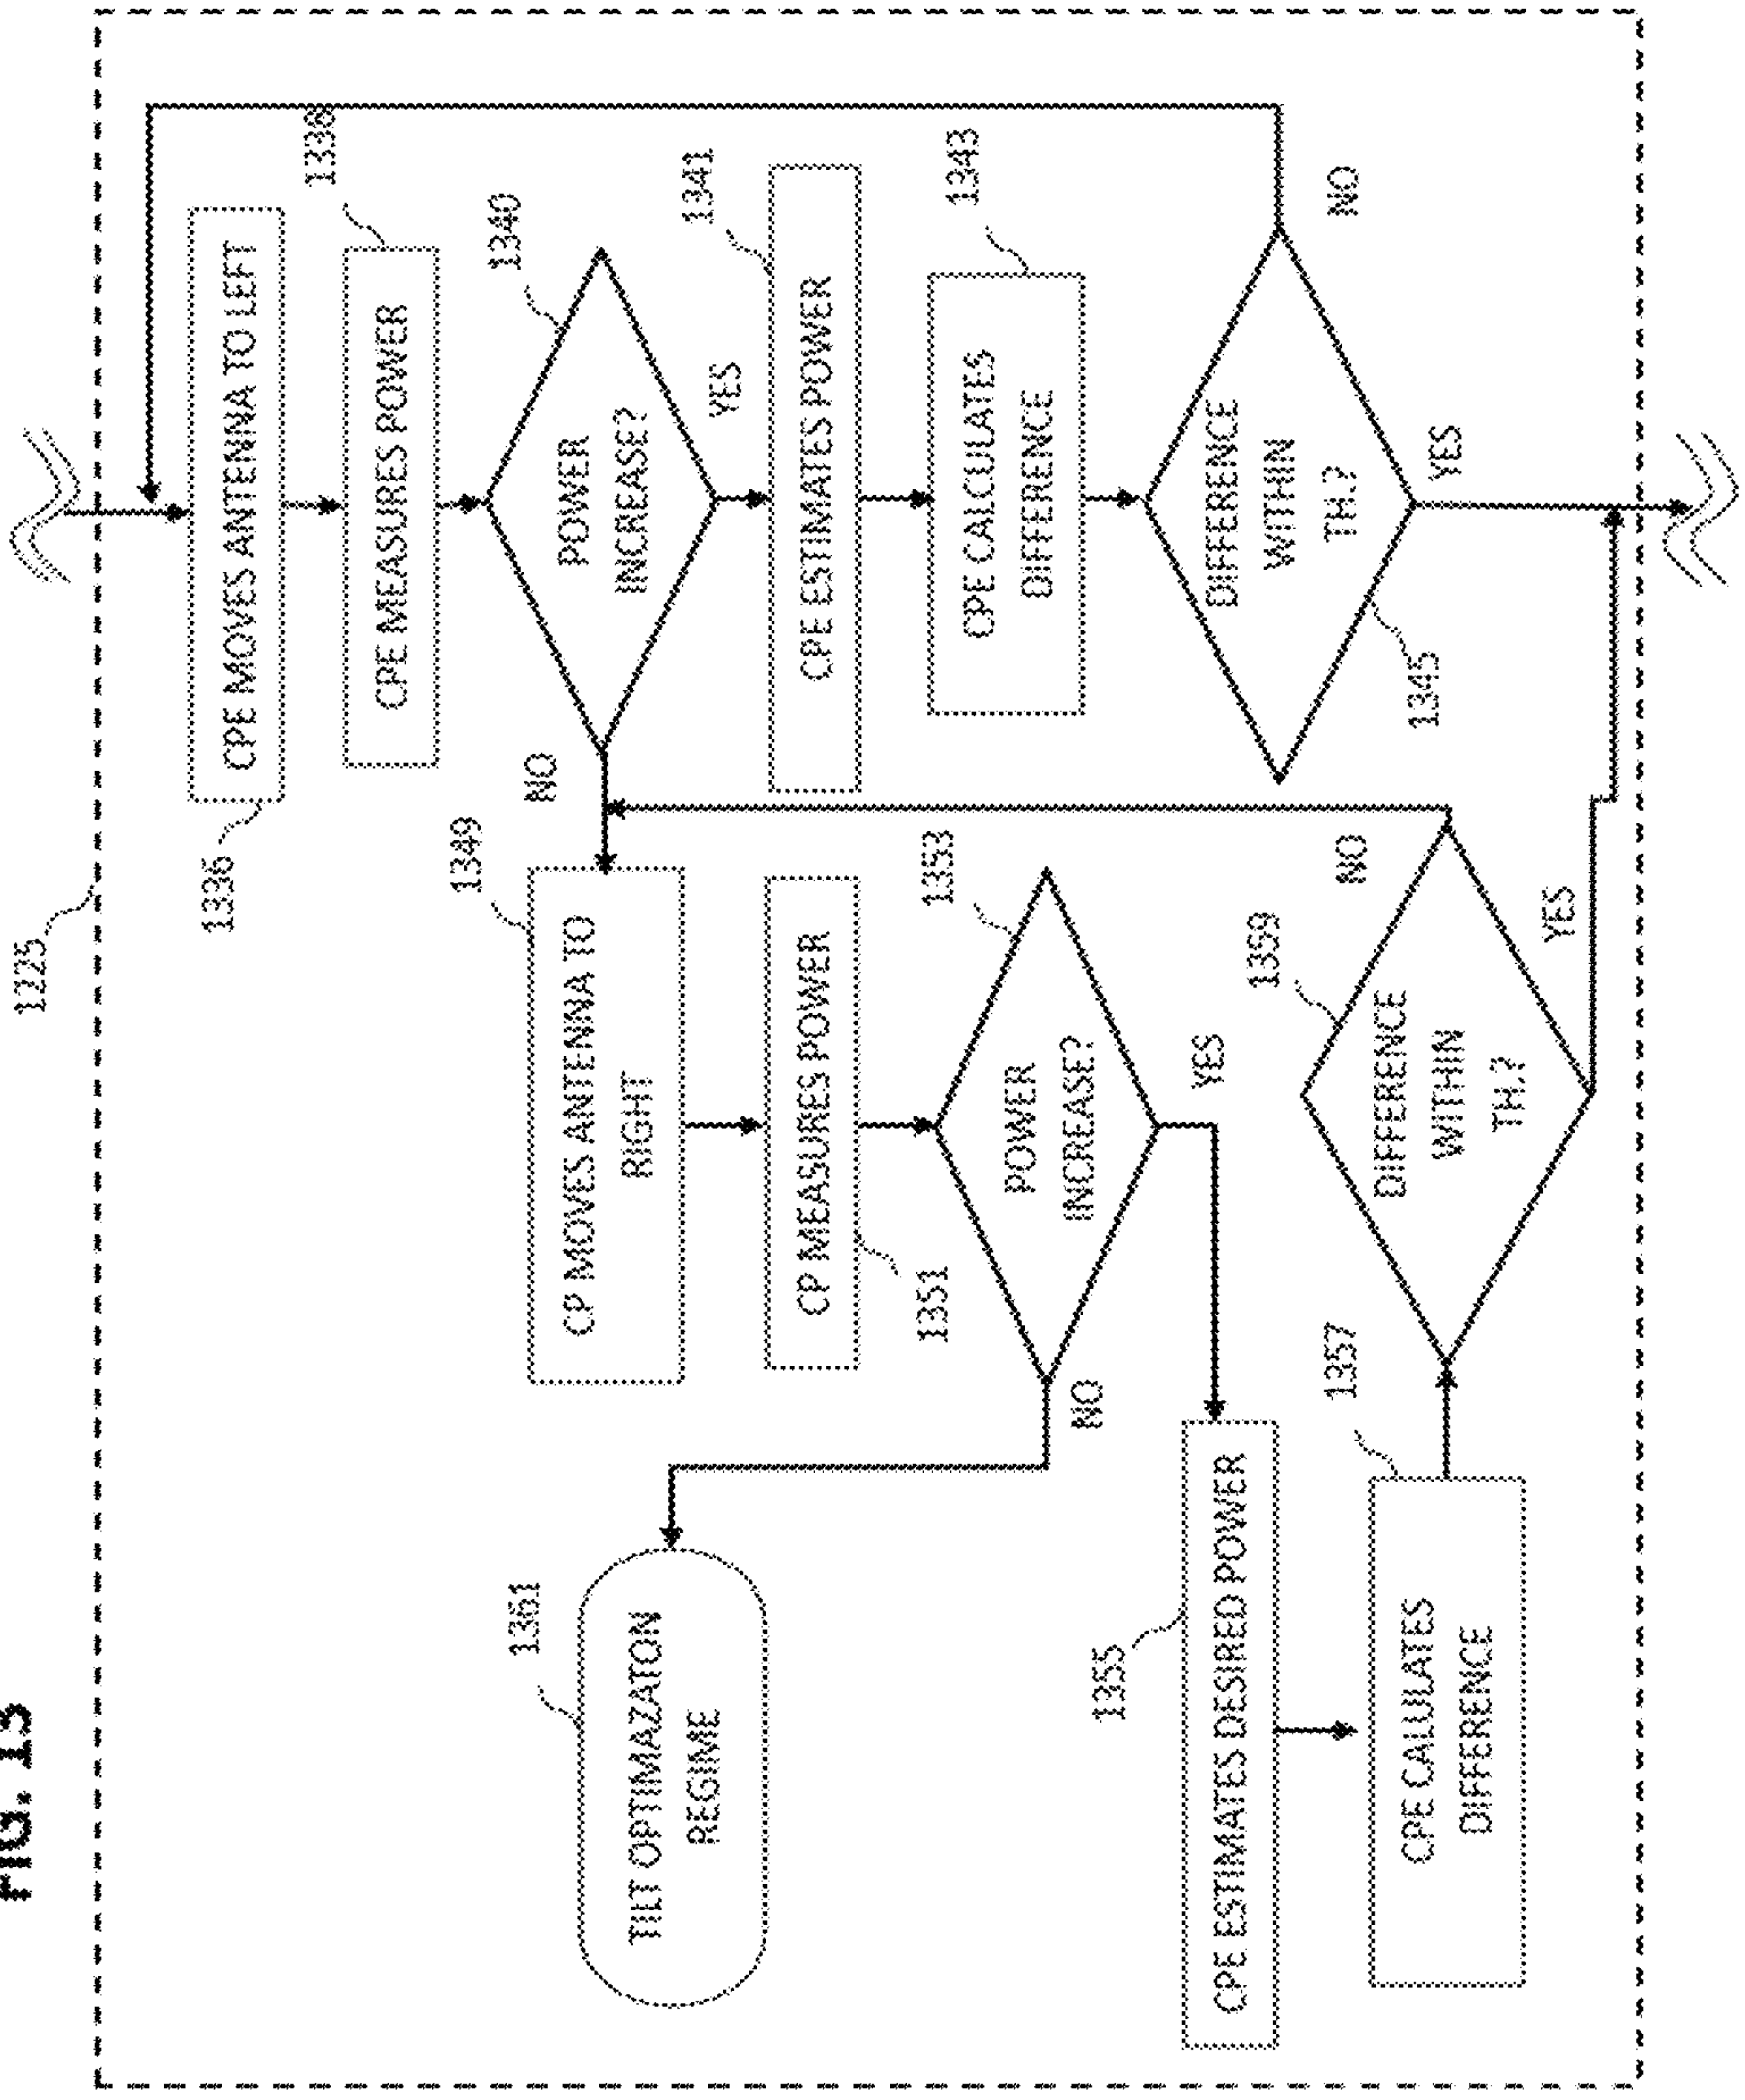 FIG. 13
1225
1336
CPE MOVES ANTENNA TO LEFT
1338
CPE MEASURES POWER
1340
POWER
INCREASE?
NO
YES
1341
CPE ESTIMATES POWER
1343
CPE CALCULATES
DIFFERENCE
DIFFERENCE
WITHIN
TH.?
1345
NO
YES
1349
CP MOVES ANTENNA TO
RIGHT
CP MEASURES POWER
1351
1353
POWER
INCREASE?
NO
YES
1361
TILT OPTIMAZATON
REGIME
1355
CPE ESTIMATES DESIRED POWER
1357
CPE CALULATES
DIFFERENCE
1359
DIFFERENCE
WITHIN
TH.?
NO
YES